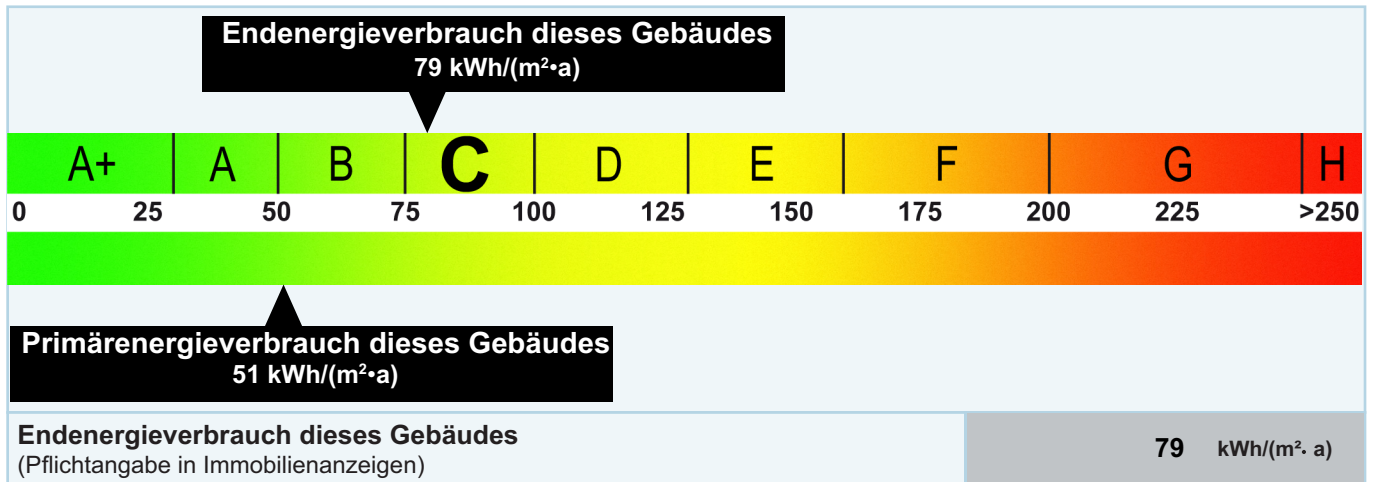 Endenergieverbrauch dieses Gebäudes
79 kWh/(m²•a)
A+ A B C D E F G H
0 25 50 75 100 125 150 175 200 225 >250
Primärenergieverbrauch dieses Gebäudes
51 kWh/(m²•a)
Endenergieverbrauch dieses Gebäudes
(Pflichtangabe in Immobilienanzeigen)
79 kWh/(m²· a)